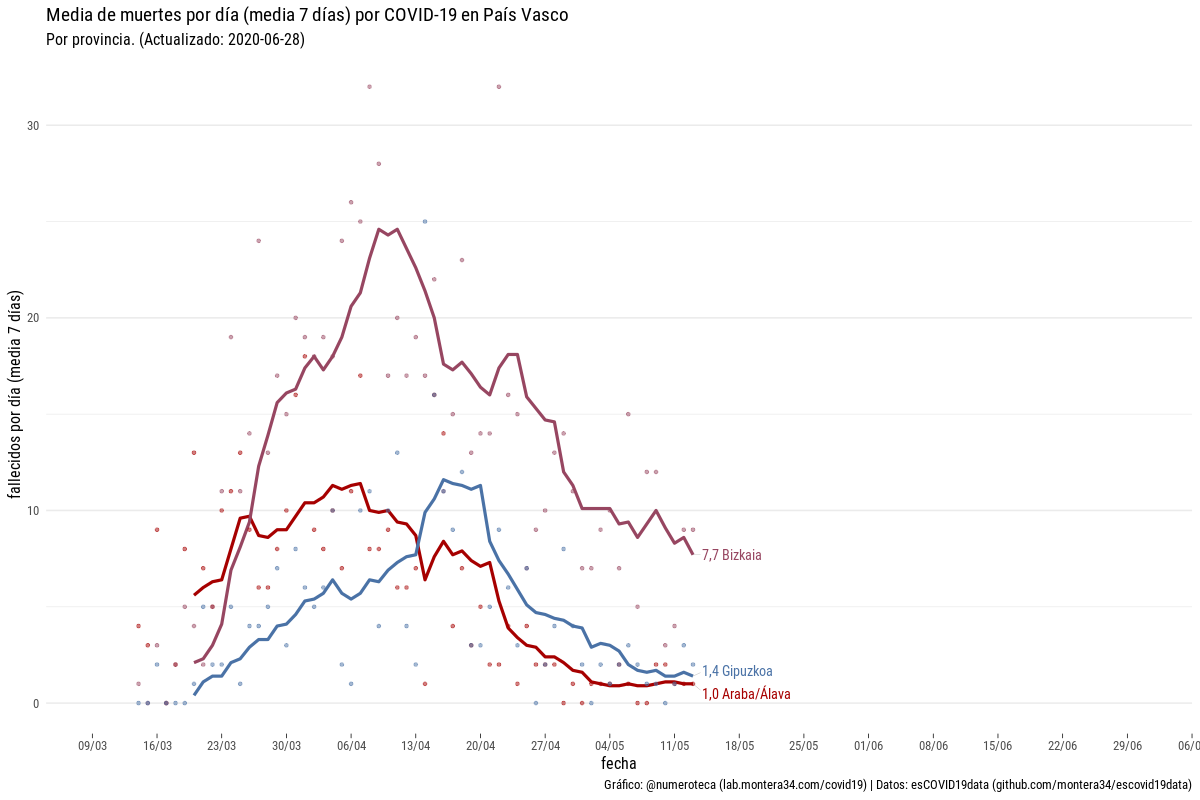 Media de muertes por día (media 7 días) por COVID-19 en País Vasco
Por provincia. (Actualizado: 2020-06-28)
fallecidos por día (media 7 días)
30
20
10
0
7,7 Bizkaia
1,4 Gipuzkoa
1,0 Araba/Álava
09/03 16/03 23/03 30/03 06/04 13/04 20/04 27/04 04/05 11/05 18/05 25/05 01/06 08/06 15/06 22/06 29/06 06/0
fecha
Gráfico: @numeroteca (lab.montera34.com/covid19) | Datos: esCOVID19data (github.com/montera34/escovid19data)